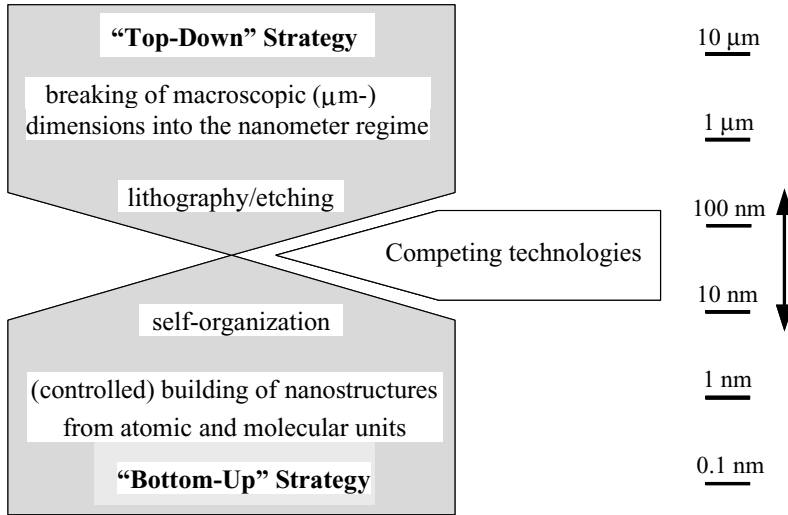 “Top-Down” Strategy
breaking of macroscopic (μm-)
dimensions into the nanometer regime
lithography/etching
Competing technologies
self-organization
(controlled) building of nanostructures
from atomic and molecular units
“Bottom-Up” Strategy
10 μm
1 μm
100 nm
10 nm
1 nm
0.1 nm